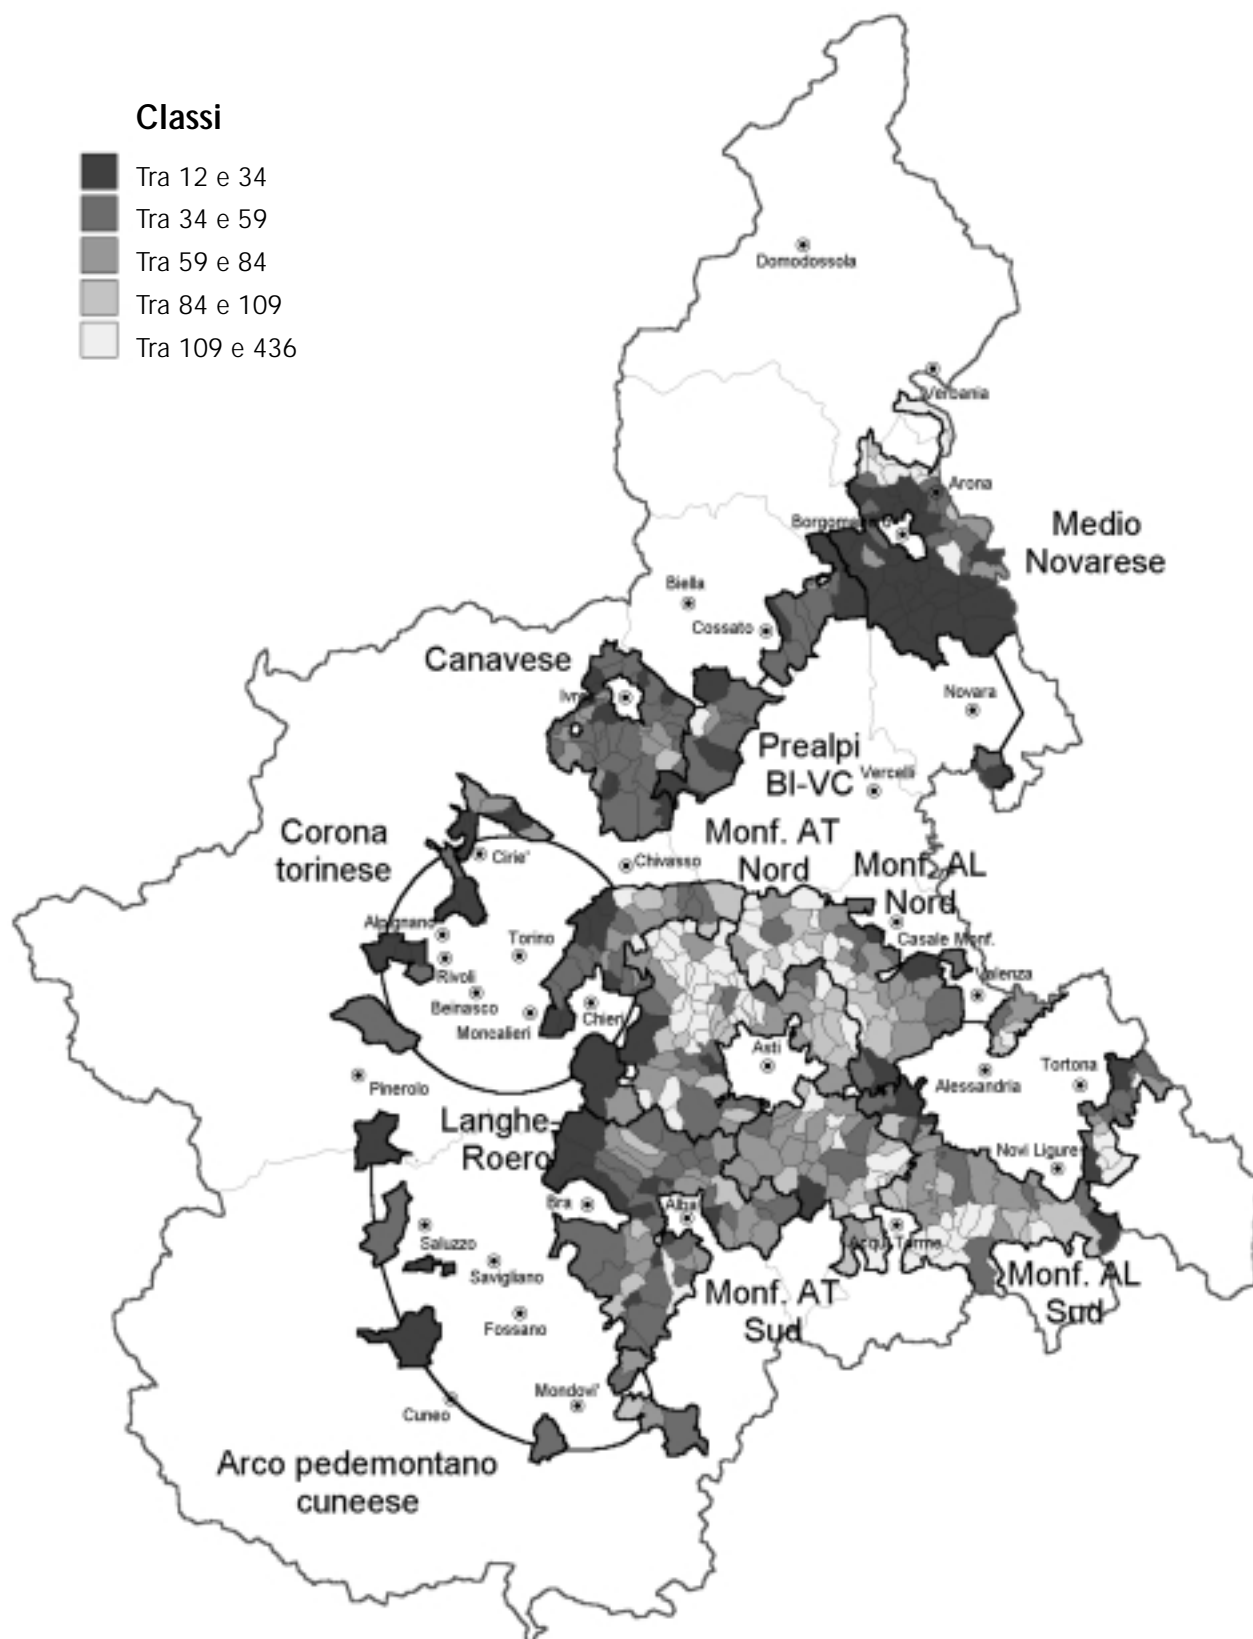 Classi
Tra 12 e 34
Tra 34 e 59
Tra 59 e 84
Tra 84 e 109
Tra 109 e 436
Domodossola
Verbania
Arona
Medio
Novarese
Biella
Cossato
Canavese
Novara
Prealpi
BI-VC
Vercelli
Corona
torinese
Cirie'
Chivasso
Monf. AT
Nord
Monf. AL
Nord
Casale Monf.
Alpignano
Torino
Rivoli
Valenza
Beinasco
Moncalieri
Chieri
Asti
Pinerolo
Alessandria
Tortona
Langhe-
Roero
Novi Ligure
Bra
Alba
Saluzzo
Acqui Terme
Savigliano
Monf. AT
Sud
Monf. AL
Sud
Fossano
Mondovi'
Cuneo
Arco pedemontano
cuneese